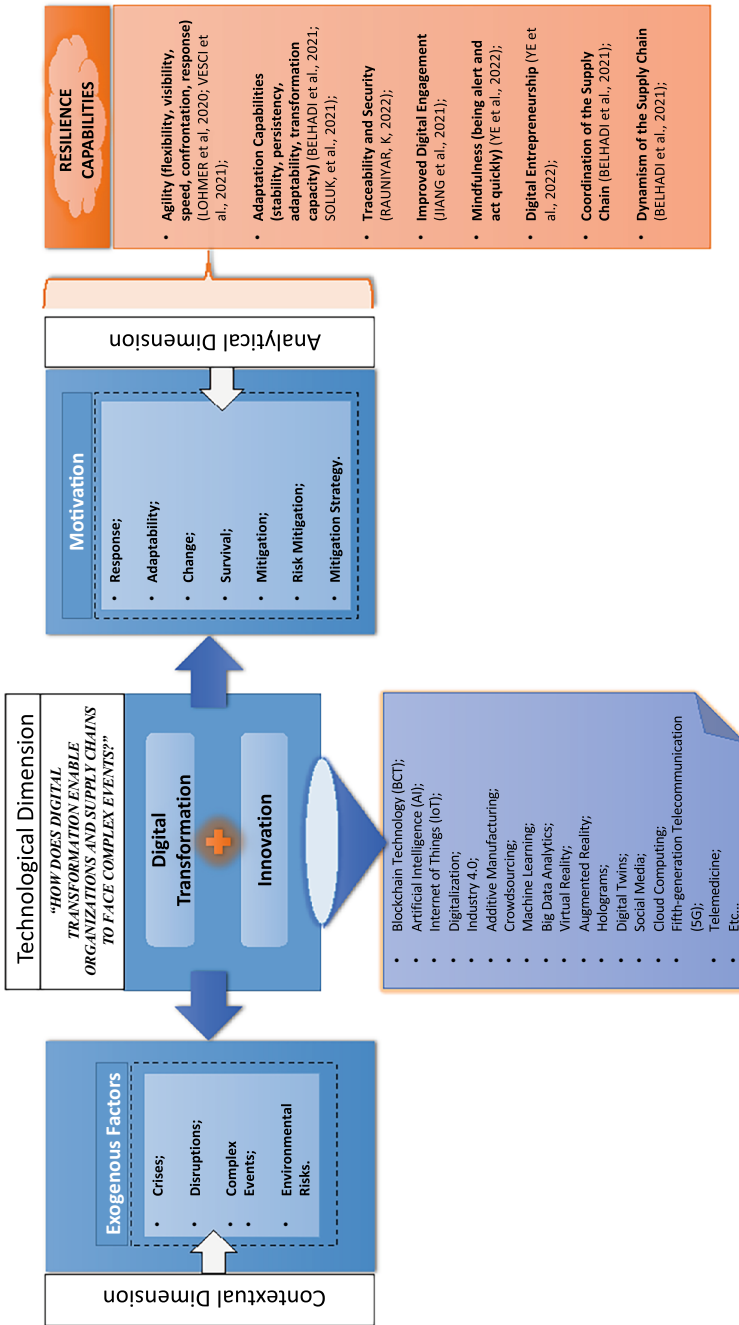 Contextual Dimension
Exogenous Factors
• Crises;
• Disruptions;
• Complex
• Events;
• Environmental
Risks.
Technological Dimension
“HOW DOES DIGITAL
TRANSFORMATION ENABLE
ORGANIZATIONS AND SUPPLY CHAINS
TO FACE COMPLEX EVENTS?”
Digital
Transformation
Innovation
• Blockchain Technology (BCT);
• Artificial Intelligence (AI);
• Internet of Things (IoT);
• Digitalization;
• Industry 4.0;
• Additive Manufacturing;
• Crowdsourcing;
• Machine Learning;
• Big Data Analytics;
• Virtual Reality;
• Augmented Reality;
• Holograms;
• Digital Twins;
• Social Media;
• Cloud Computing;
• Fifth-generation Telecommunication
(5G);
• Telemedicine;
• Etc...
Motivation
• Response;
• Adaptability;
• Change;
• Survival;
• Mitigation;
• Risk Mitigation;
• Mitigation Strategy.
Analytical Dimension
RESILIENCE
CAPABILITIES
• Agility (flexibility, visibility,
speed, confrontation, response)
(LOHMER et al, 2020; VESCI et
al., 2021);
• Adaptation Capabilities
(stability, persistency,
adaptability, transformation
capacity) (BELHADI et al., 2021;
SOLUK, et al., 2021);
• Traceability and Security
(RAUNIYAR, K, 2022);
• Improved Digital Engagement
(JIANG et al., 2021);
• Mindfulness (being alert and
act quickly) (YE et al., 2022);
• Digital Entrepreneurship (YE et
al., 2022);
• Coordination of the Supply
Chain (BELHADI et al., 2021);
• Dynamism of the Supply Chain
(BELHADI et al., 2021);